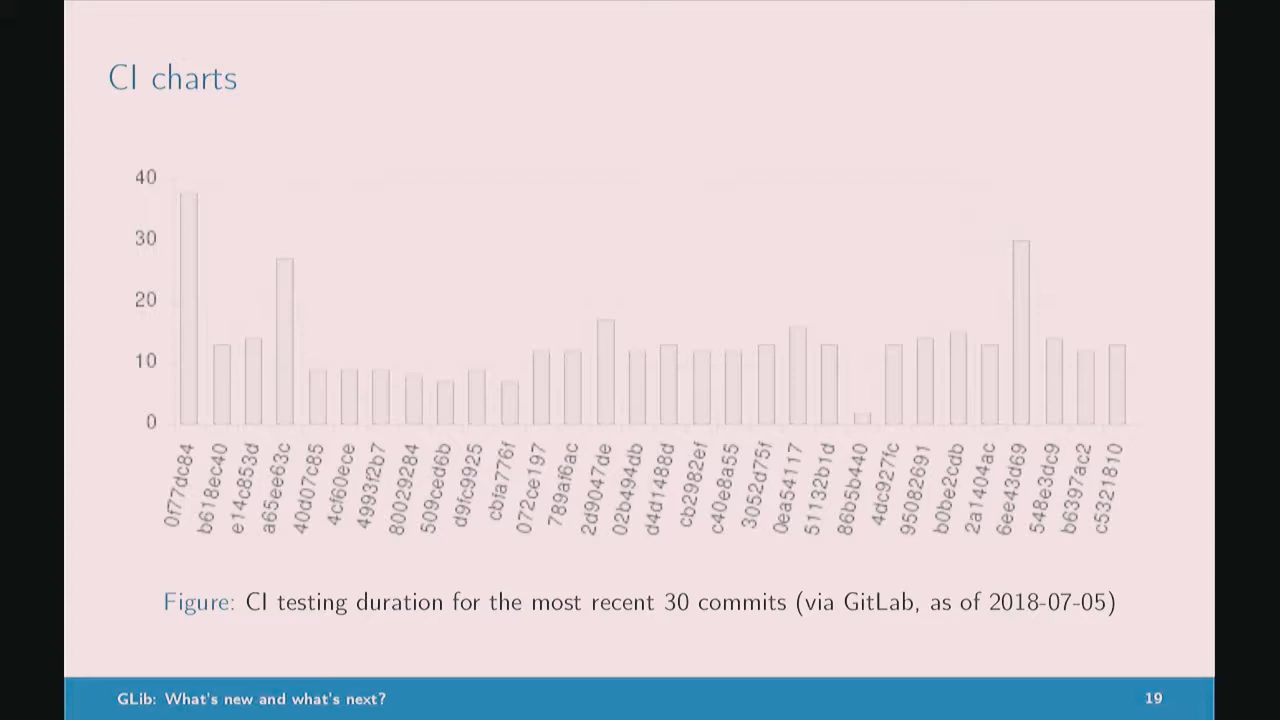 CI charts
40
30
20
10
0
0f777dc84
b618ec40
e14c853d
a65ee63c
40d07c85
4cf60ece
4993f2b7
80029284
509ced6b
d9fc9925
cbfa776f
072ce197
789af6ac
2d9047de
02b494db
d4d1488d
cb2982ef
c40e8a55
3052d75f
0ea54117
51132b1d
86b5b440
4dc927fc
95082691
b0be2cdb
2a1404ac
6ee43d69
548e3dc9
b6397ac2
c5321810
Figure: CI testing duration for the most recent 30 commits (via GitLab, as of 2018-07-05)
GLib: What's new and what's next?
19